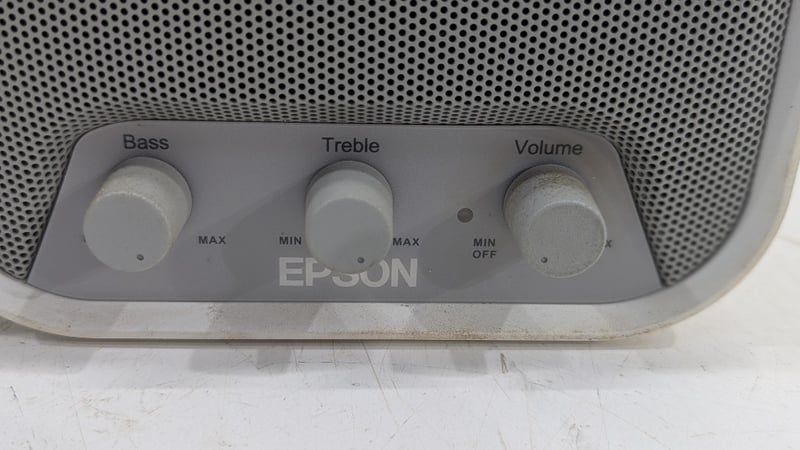 Bass
Treble
Volume
MAX
MIN
MAX
MIN
OFF
EPSON